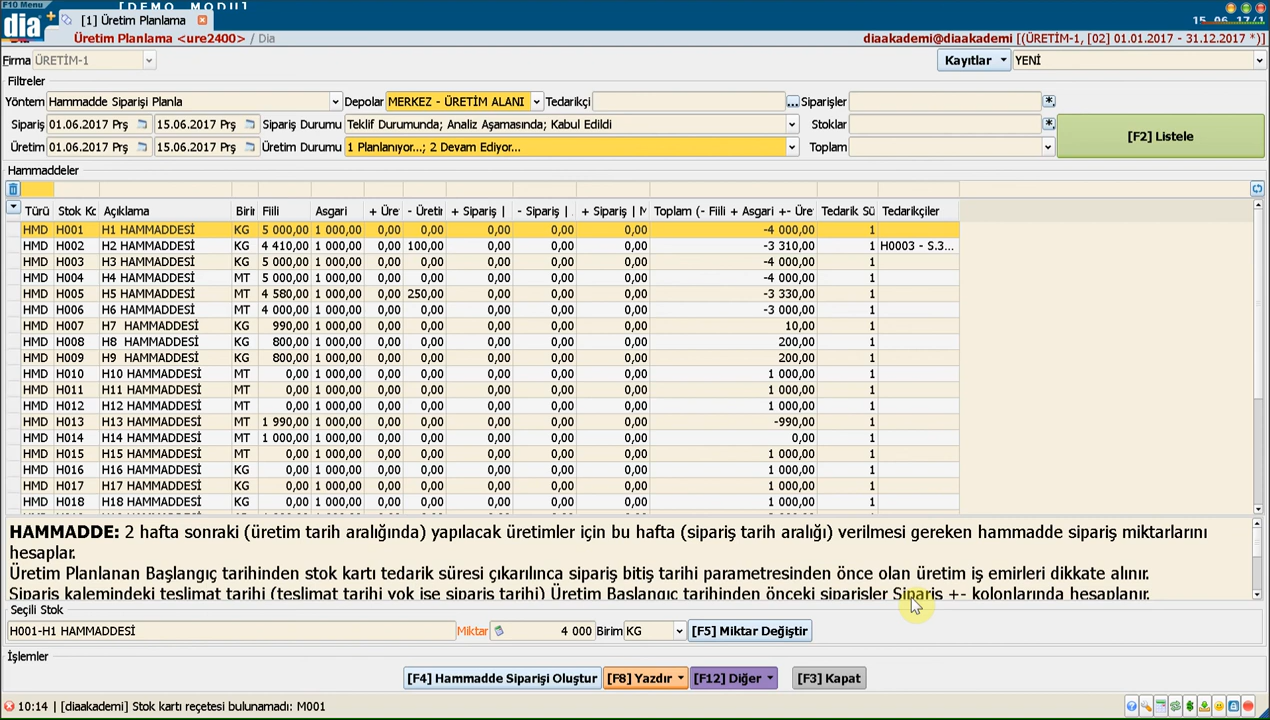 F10 Menu
[DEMO MODU]
dia
[1] Üretim Planlama
Üretim Planlama <ure2400> / Dia
diaakademi@diaakademi [(ÜRETİM-1, [02] 01.01.2017 - 31.12.2017 *)]
Firma ÜRETİM-1 Kayıtlar YENİ
Filtreler
Yöntem Hammadde Siparişi Planla Depolar MERKEZ - ÜRETİM ALANI Tedarikçi ... Siparişler *
Sipariş 01.06.2017 Prş 15.06.2017 Prş Sipariş Durumu Teklif Durumunda; Analiz Aşamasında; Kabul Edildi Stoklar *
Üretim 01.06.2017 Prş 15.06.2017 Prş Üretim Durumu 1 Planlanıyor...; 2 Devam Ediyor... Toplam
[F2] Listele
Hammaddeler
Türü Stok Kc Açıklama Birir Fiili Asgari + Üre - Üretir + Sipariş | - Sipariş | + Sipariş | M Toplam (- Fiili + Asgari +- Üre Tedarik Sü Tedarikçiler
HMD H001 H1 HAMMADDESİ KG 5 000,00 1 000,00 0,00 0,00 0,00 0,00 0,00 -4 000,00 1
HMD H002 H2 HAMMADDESİ KG 4 410,00 1 000,00 0,00 100,00 0,00 0,00 0,00 -3 310,00 1 H0003 - S.3...
HMD H003 H3 HAMMADDESİ KG 5 000,00 1 000,00 0,00 0,00 0,00 0,00 0,00 -4 000,00 1
HMD H004 H4 HAMMADDESİ MT 5 000,00 1 000,00 0,00 0,00 0,00 0,00 0,00 -4 000,00 1
HMD H005 H5 HAMMADDESİ MT 4 580,00 1 000,00 0,00 250,00 0,00 0,00 0,00 -3 330,00 1
HMD H006 H6 HAMMADDESİ MT 4 000,00 1 000,00 0,00 0,00 0,00 0,00 0,00 -3 000,00 1
HMD H007 H7 HAMMADDESİ KG 990,00 1 000,00 0,00 0,00 0,00 0,00 0,00 10,00 1
HMD H008 H8 HAMMADDESİ KG 800,00 1 000,00 0,00 0,00 0,00 0,00 0,00 200,00 1
HMD H009 H9 HAMMADDESİ KG 800,00 1 000,00 0,00 0,00 0,00 0,00 0,00 200,00 1
HMD H010 H10 HAMMADDESİ MT 0,00 1 000,00 0,00 0,00 0,00 0,00 0,00 1 000,00 1
HMD H011 H11 HAMMADDESİ MT 0,00 1 000,00 0,00 0,00 0,00 0,00 0,00 1 000,00 1
HMD H012 H12 HAMMADDESİ MT 0,00 1 000,00 0,00 0,00 0,00 0,00 0,00 1 000,00 1
HMD H013 H13 HAMMADDESİ MT 1 990,00 1 000,00 0,00 0,00 0,00 0,00 0,00 -990,00 1
HMD H014 H14 HAMMADDESİ MT 1 000,00 1 000,00 0,00 0,00 0,00 0,00 0,00 0,00 1
HMD H015 H15 HAMMADDESİ MT 0,00 1 000,00 0,00 0,00 0,00 0,00 0,00 1 000,00 1
HMD H016 H16 HAMMADDESİ KG 0,00 1 000,00 0,00 0,00 0,00 0,00 0,00 1 000,00 1
HMD H017 H17 HAMMADDESİ KG 0,00 1 000,00 0,00 0,00 0,00 0,00 0,00 1 000,00 1
HMD H018 H18 HAMMADDESİ KG 0,00 1 000,00 0,00 0,00 0,00 0,00 0,00 1 000,00 1
HAMMADDE: 2 hafta sonraki (üretim tarih aralığında) yapılacak üretimler için bu hafta (sipariş tarih aralığı) verilmesi gereken hammadde sipariş miktarlarını
hesaplar.
Üretim Planlanan Başlangıç tarihinden stok kartı tedarik süresi çıkarılınca sipariş bitiş tarihi parametresinden önce olan üretim iş emirleri dikkate alınır.
Sipariş kalemindeki teslimat tarihi (teslimat tarihi yok ise sipariş tarihi) Üretim Başlangıç tarihinden önceki siparişler Sipariş +- kolonlarında hesaplanır.
Seçili Stok
H001-H1 HAMMADDESİ Miktar 4 000 Birim KG [F5] Miktar Değiştir
İşlemler
[F4] Hammadde Siparişi Oluştur [F8] Yazdır [F12] Diğer [F3] Kapat
10:14 | [diaakademi] Stok kartı reçetesi bulunamadı: M001